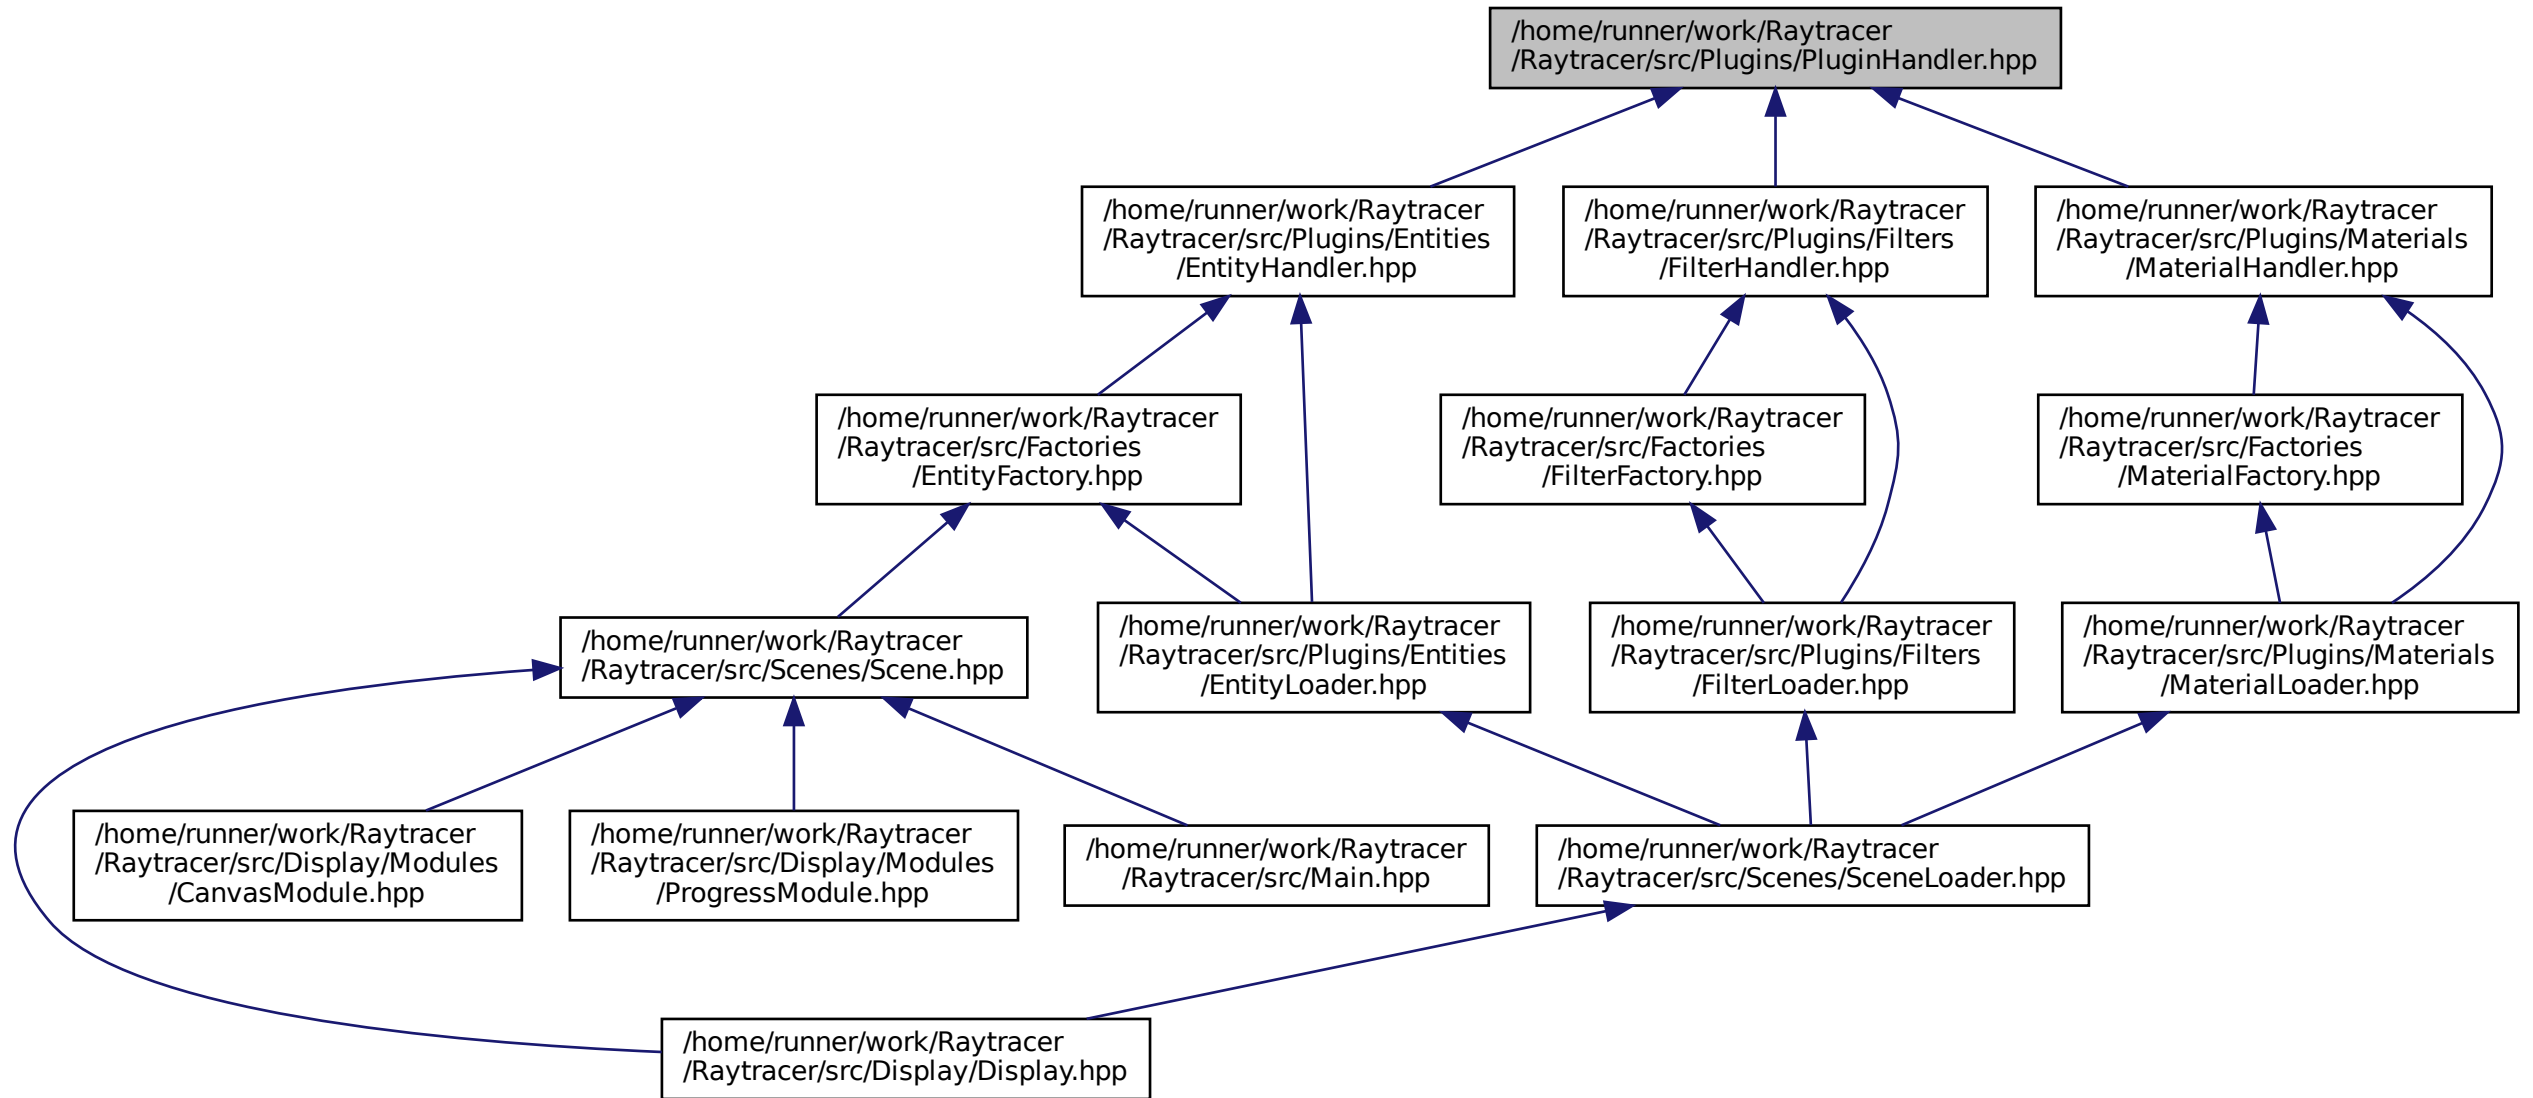 /home/runner/work/Raytracer
/Raytracer/src/Plugins/PluginHandler.hpp
/home/runner/work/Raytracer
/Raytracer/src/Plugins/Entities
/EntityHandler.hpp
/home/runner/work/Raytracer
/Raytracer/src/Plugins/Filters
/FilterHandler.hpp
/home/runner/work/Raytracer
/Raytracer/src/Plugins/Materials
/MaterialHandler.hpp
/home/runner/work/Raytracer
/Raytracer/src/Factories
/EntityFactory.hpp
/home/runner/work/Raytracer
/Raytracer/src/Factories
/FilterFactory.hpp
/home/runner/work/Raytracer
/Raytracer/src/Factories
/MaterialFactory.hpp
/home/runner/work/Raytracer
/Raytracer/src/Scenes/Scene.hpp
/home/runner/work/Raytracer
/Raytracer/src/Plugins/Entities
/EntityLoader.hpp
/home/runner/work/Raytracer
/Raytracer/src/Plugins/Filters
/FilterLoader.hpp
/home/runner/work/Raytracer
/Raytracer/src/Plugins/Materials
/MaterialLoader.hpp
/home/runner/work/Raytracer
/Raytracer/src/Display/Modules
/CanvasModule.hpp
/home/runner/work/Raytracer
/Raytracer/src/Display/Modules
/ProgressModule.hpp
/home/runner/work/Raytracer
/Raytracer/src/Main.hpp
/home/runner/work/Raytracer
/Raytracer/src/Scenes/SceneLoader.hpp
/home/runner/work/Raytracer
/Raytracer/src/Display/Display.hpp